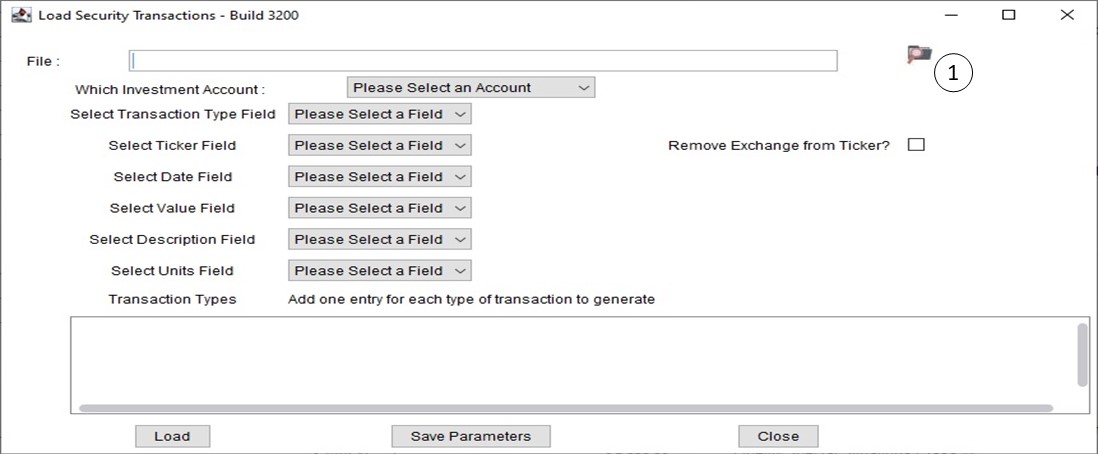 Load Security Transactions - Build 3200
File :
1
Which Investment Account : Please Select an Account
Select Transaction Type Field Please Select a Field
Select Ticker Field Please Select a Field Remove Exchange from Ticker?
Select Date Field Please Select a Field
Select Value Field Please Select a Field
Select Description Field Please Select a Field
Select Units Field Please Select a Field
Transaction Types Add one entry for each type of transaction to generate
Load Save Parameters Close